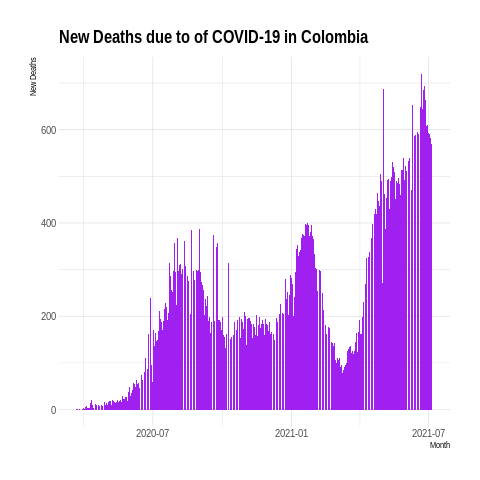 New Deaths due to of COVID-19 in Colombia
New Deaths
600
400
200
0
2020-07
2021-01
2021-07
Month